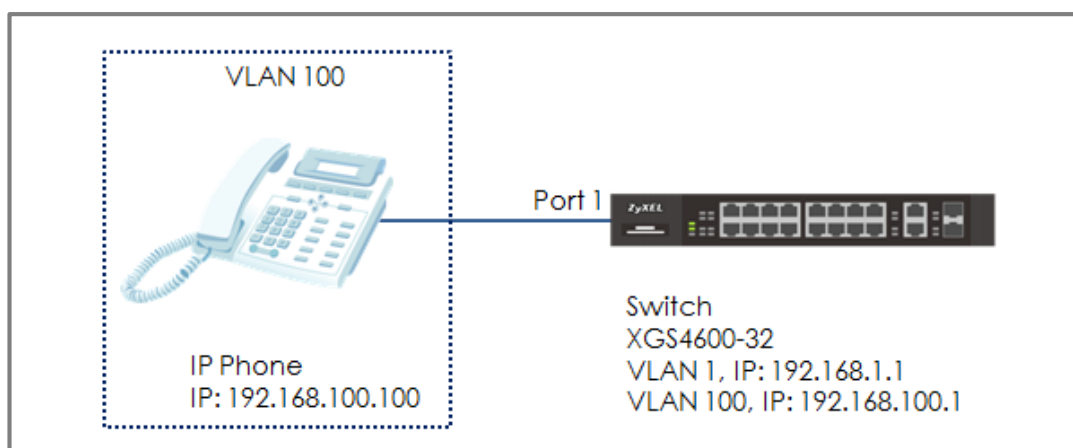 VLAN 100
Port 1
ZyXEL
IP Phone
IP: 192.168.100.100
Switch
XGS4600-32
VLAN 1, IP: 192.168.1.1
VLAN 100, IP: 192.168.100.1